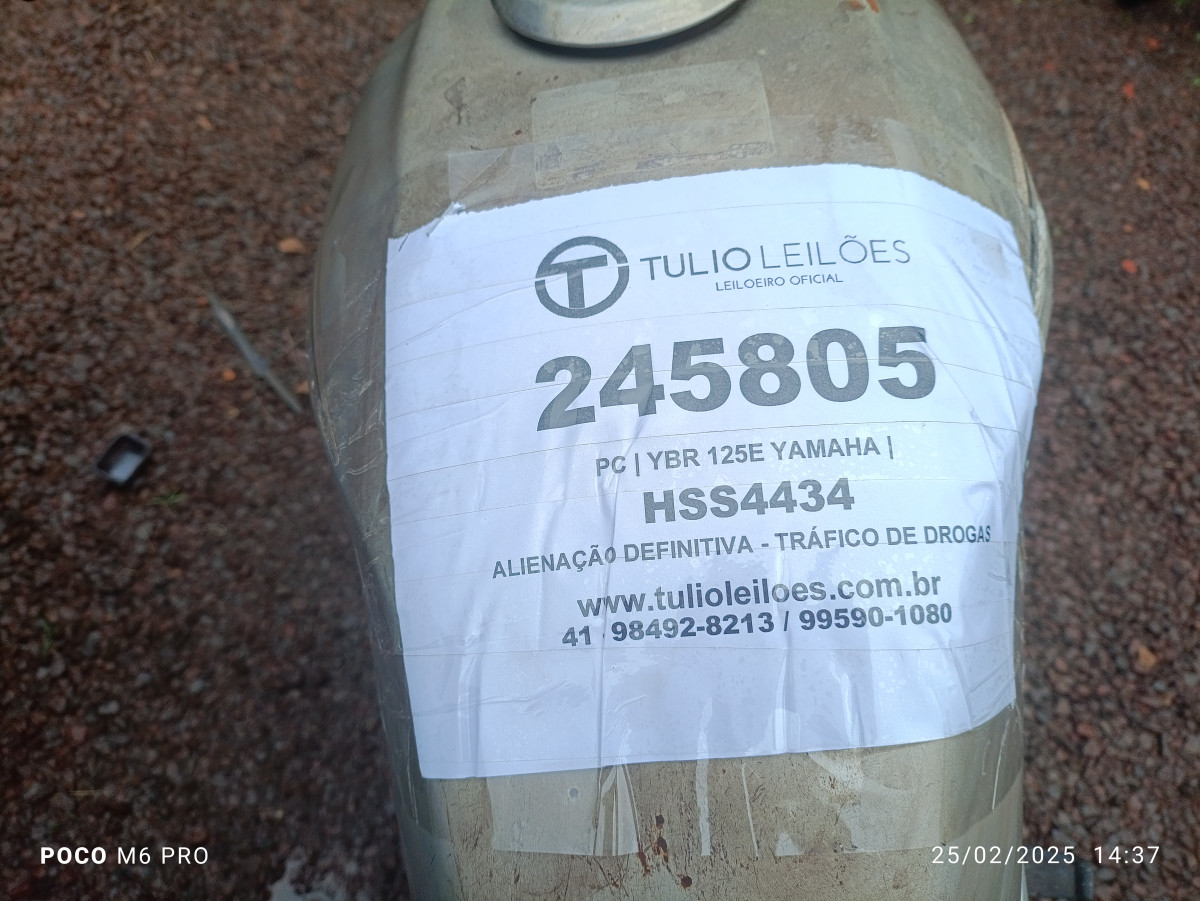 TULIO LEILÕES
LEILOEIRO OFICIAL
245805
PC | YBR 125E YAMAHA |
HSS4434
ALIENAÇÃO DEFINITIVA - TRÁFICO DE DROGAS
www.tulioleiloes.com.br
41 98492-8213 / 99590-1080
POCO M6 PRO
25/02/2025 14:37